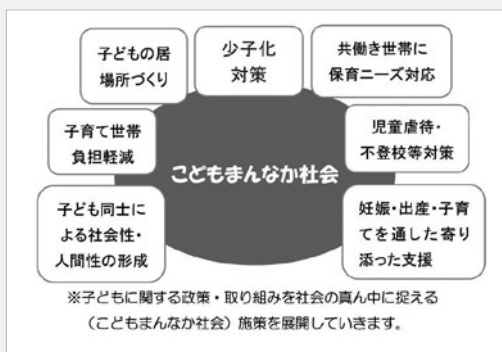 子どもの居
場所づくり
少子化
対策
共働き世帯に
保育ニーズ対応
子育て世帯
負担軽減
児童虐待・
不登校等対策
こどもまんなか社会
子ども同士に
よる社会性・
人間性の形成
妊娠・出産・子育
てを通した寄り
添った支援
※子どもに関する政策・取り組みを社会の真ん中に捉える
（こどもまんなか社会）施策を展開していきます。